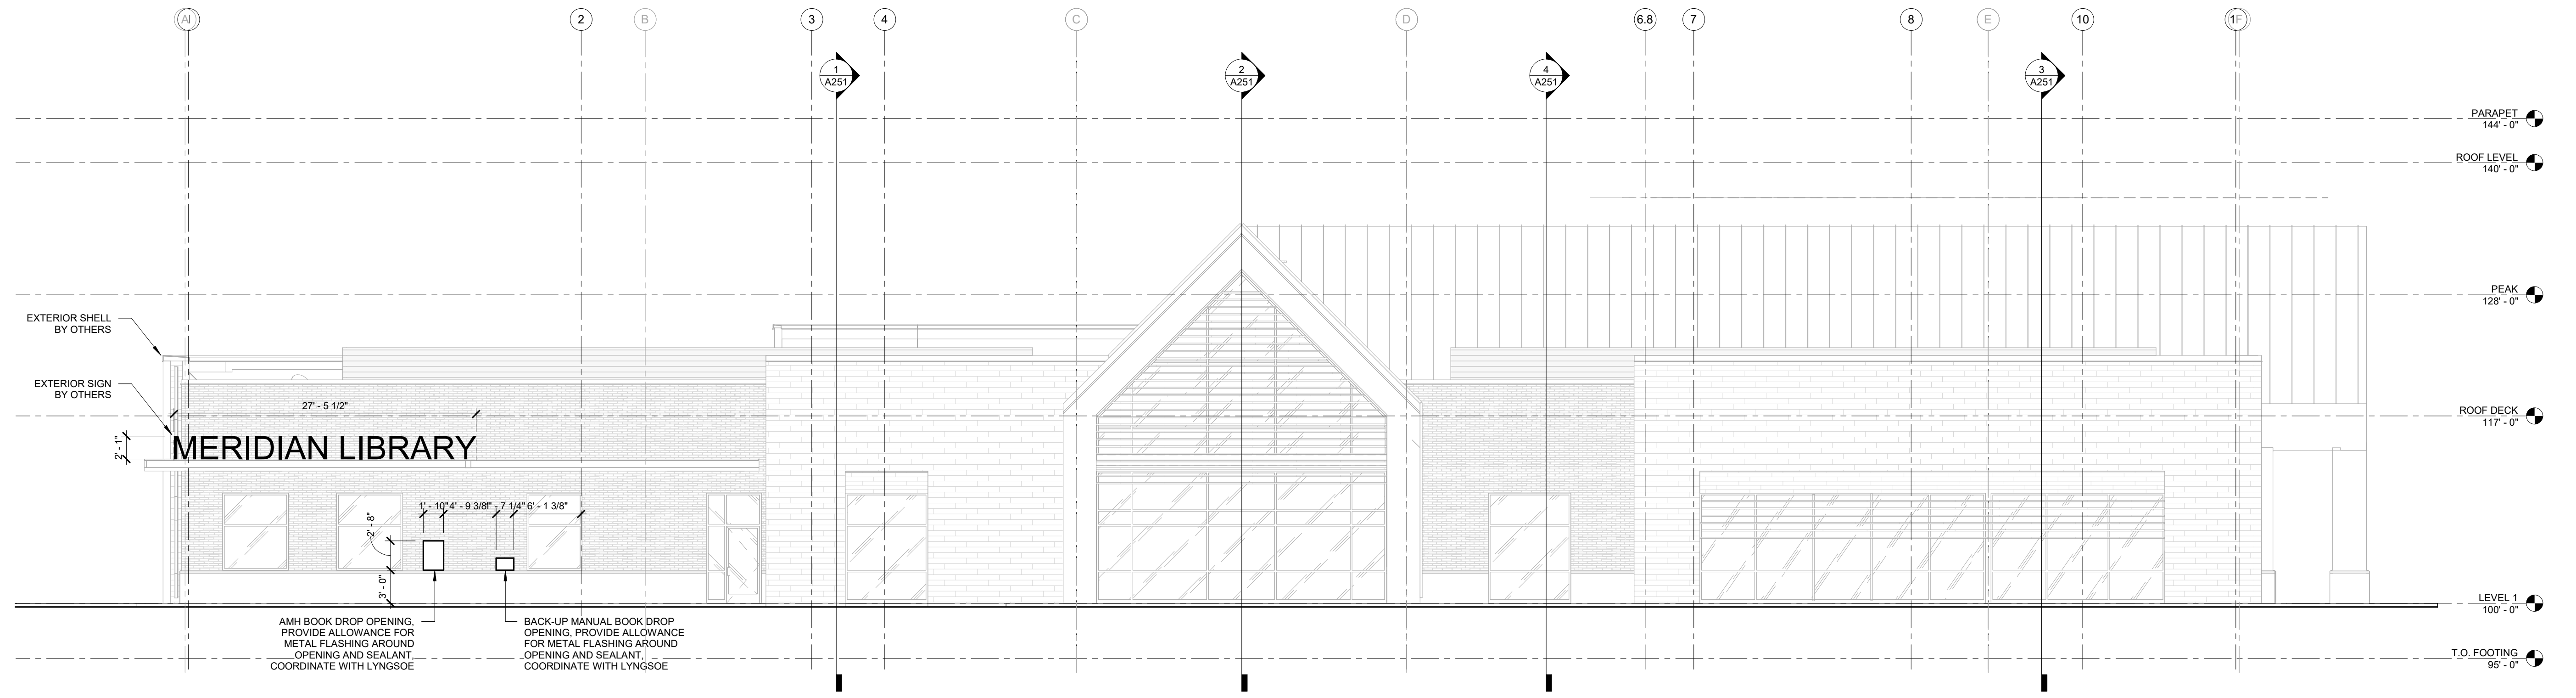 2
B
3
4
C
D
6.8
7
8
E
10
1
A251
2
A251
4
A251
3
A251
PARAPET
144' - 0"
ROOF LEVEL
140' - 0"
PEAK
128' - 0"
EXTERIOR SHELL
BY OTHERS
EXTERIOR SIGN
BY OTHERS
27' - 5 1/2"
ROOF DECK
117' - 0"
2' - 1"
MERIDIAN LIBRARY
1' - 10"
4' - 9 3/8"
- 7 1/4"
6' - 1 3/8"
2' - 8"
3' - 0"
LEVEL 1
100' - 0"
AMH BOOK DROP OPENING,
PROVIDE ALLOWANCE FOR
METAL FLASHING AROUND
OPENING AND SEALANT,
COORDINATE WITH LYNGSOE
BACK-UP MANUAL BOOK DROP
OPENING, PROVIDE ALLOWANCE
FOR METAL FLASHING AROUND
OPENING AND SEALANT,
COORDINATE WITH LYNGSOE
T.O. FOOTING
95' - 0"